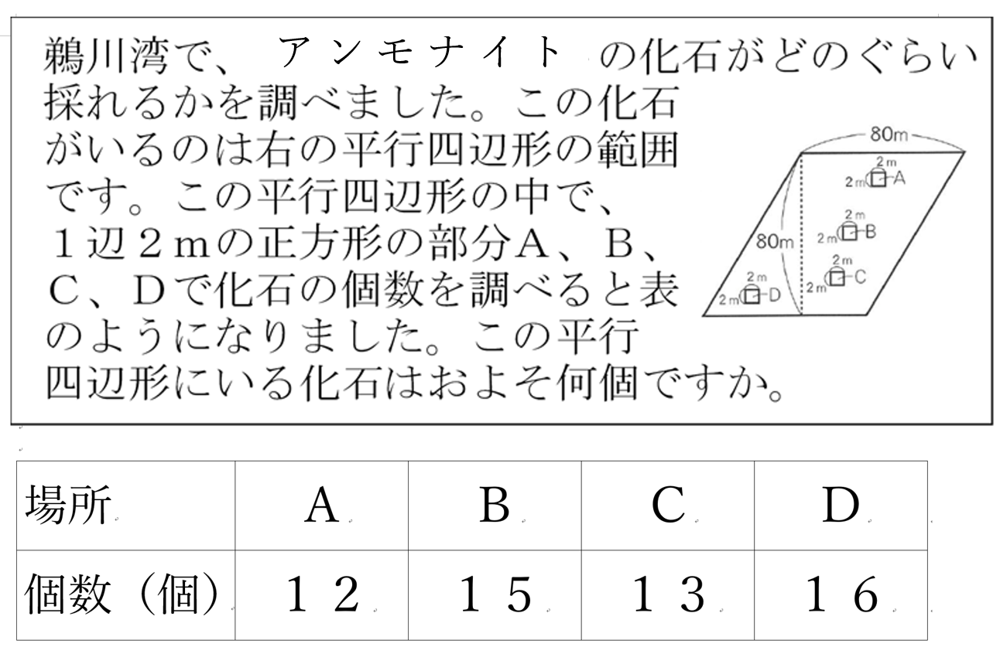 鵡川湾で、アンモナイトの化石がどのぐらい
採れるかを調べました。この化石
がいるのは右の平行四辺形の範囲
です。この平行四辺形の中で、
１辺２ｍの正方形の部分Ａ、Ｂ、
Ｃ、Ｄで化石の個数を調べると表
のようになりました。この平行
四辺形にいる化石はおよそ何個ですか。
80m
2m
2m A
80m
2m
2m B
2m
2m C
2m
2m D
場所 A B C D
個数（個） １２ １５ １３ １６